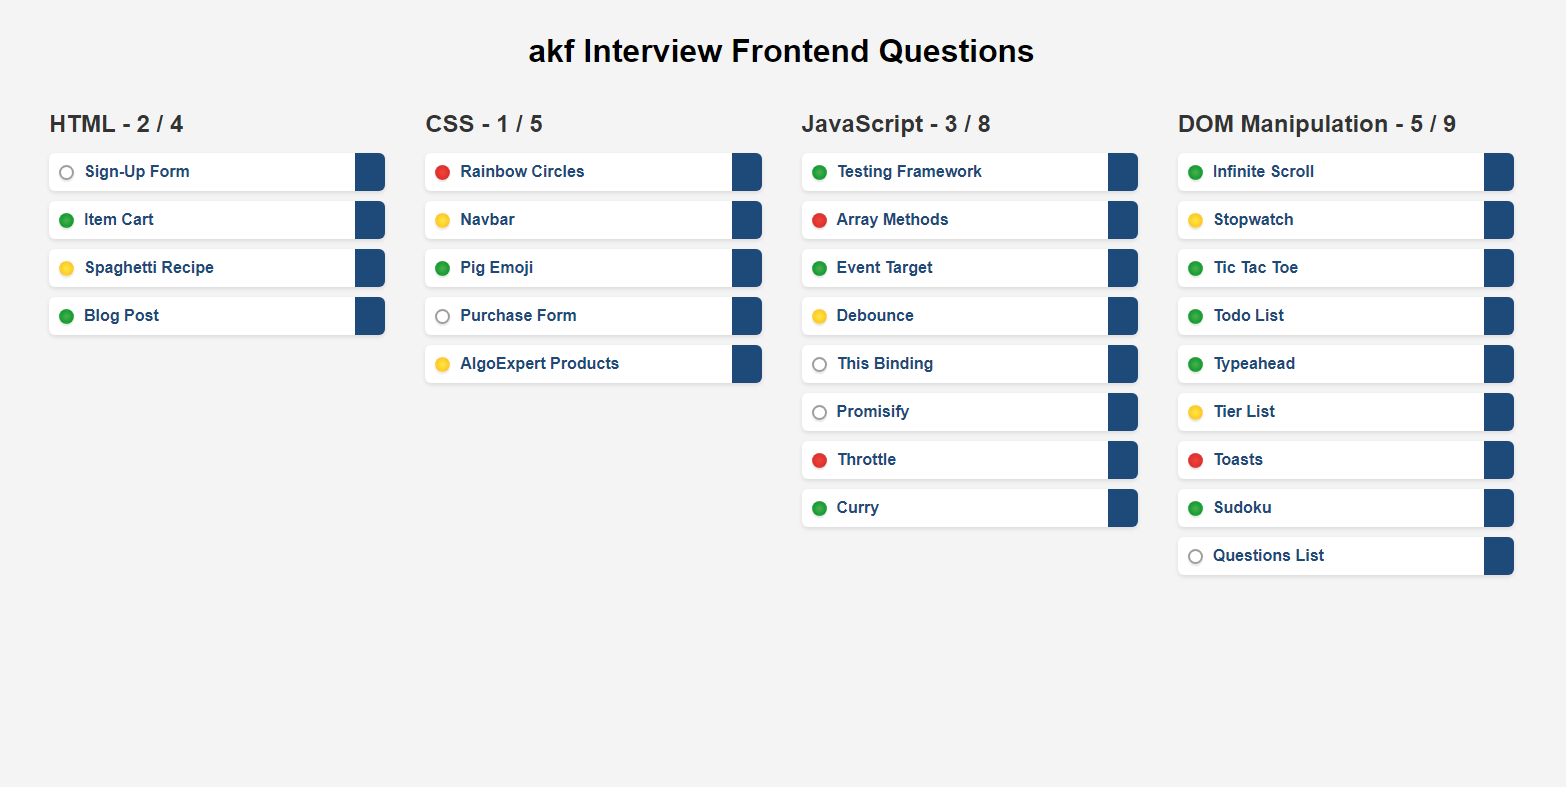 akf Interview Frontend Questions
HTML - 2 / 4
Sign-Up Form
Item Cart
Spaghetti Recipe
Blog Post
CSS - 1 / 5
Rainbow Circles
Navbar
Pig Emoji
Purchase Form
AlgoExpert Products
JavaScript - 3 / 8
Testing Framework
Array Methods
Event Target
Debounce
This Binding
Promisify
Throttle
Curry
DOM Manipulation - 5 / 9
Infinite Scroll
Stopwatch
Tic Tac Toe
Todo List
Typeahead
Tier List
Toasts
Sudoku
Questions List